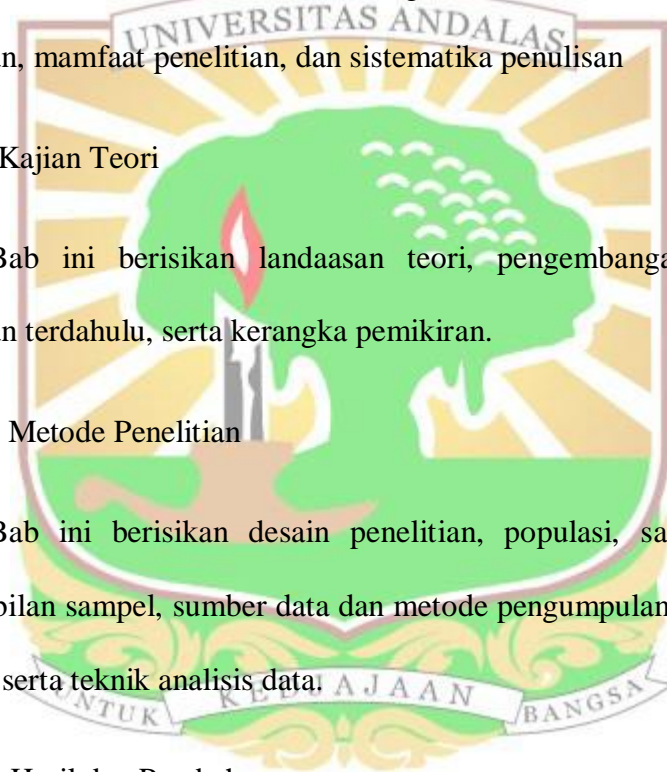 UNIVERSITAS ANDALAS
n, mamfaat penelitian, dan sistematika penulisan
Kajian Teori
Bab ini berisikan landaasan teori, pengembanga
n terdahulu, serta kerangka pemikiran.
Metode Penelitian
Bab ini berisikan desain penelitian, populasi, sa
bilan sampel, sumber data dan metode pengumpulan
serta teknik analisis data.
UNTUK KEDJAJAAN BANGSA